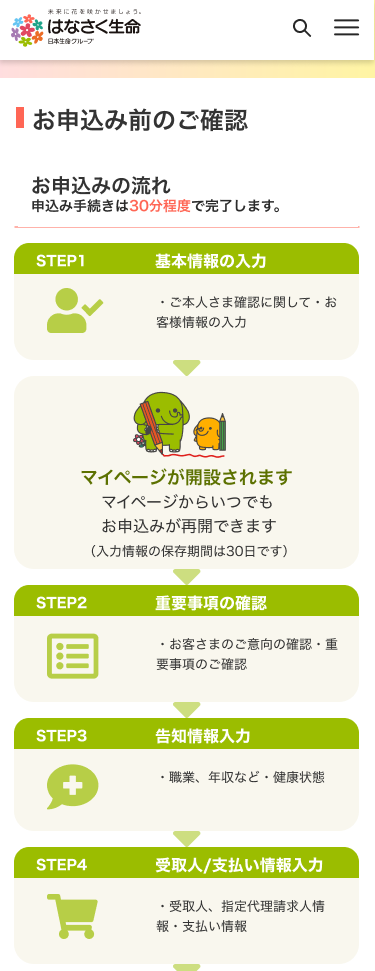 未来に花を咲かせましょう。
はなさく生命
日本生命グループ
お申込み前のご確認
お申込みの流れ
申込み手続きは30分程度で完了します。
STEP1 基本情報の入力
・ご本人さま確認に関して・お
客様情報の入力
マイページが開設されます
マイページからいつでも
お申込みが再開できます
（入力情報の保存期間は30日です）
STEP2 重要事項の確認
・お客さまのご意向の確認・重
要事項のご確認
STEP3 告知情報入力
・職業、年収など・健康状態
STEP4 受取人/支払い情報入力
・受取人、指定代理請求人情
報・支払い情報